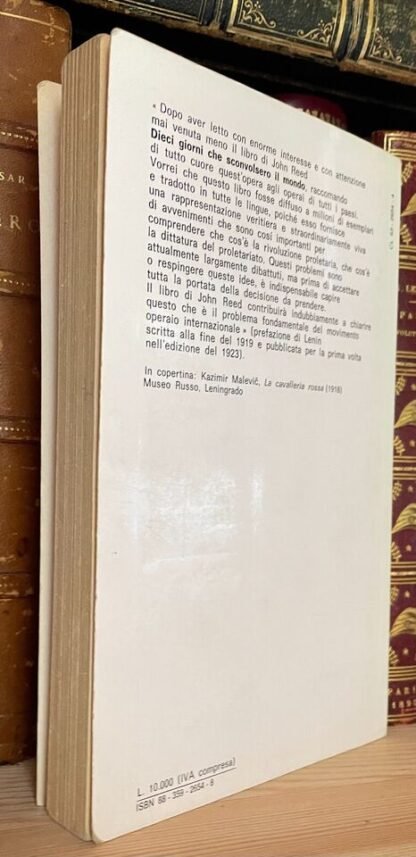 « Dopo aver letto con enorme interesse e con attenzione
mai venuta meno il libro di John Reed
Dieci giorni che sconvolsero il mondo, raccomando
di tutto cuore quest'opera agli operai di tutti i paesi.
Vorrei che questo libro fosse diffuso a milioni di esemplari
e tradotto in tutte le lingue, poiché esso fornisce
una rappresentazione veritiera e straordinariamente viva
di avvenimenti che sono così importanti per
comprendere che cos'è la rivoluzione proletaria, che cos'è
la dittatura del proletariato. Questi problemi sono
attualmente largamente dibattuti, ma prima di accettare
o respingere queste idee, è indispensabile capire
tutta la portata della decisione da prendere.
Il libro di John Reed contribuirà indubbiamente a chiarire
questo che è il problema fondamentale del movimento
operaio internazionale » (prefazione di Lenin
scritta alla fine del 1919 e pubblicata per la prima volta
nell'edizione del 1923).
In copertina: Kazimir Malevič, La cavalleria rossa (1918)
Museo Russo, Leningrado
L. 10.000 (IVA compresa)
ISBN 88-359-2654-8